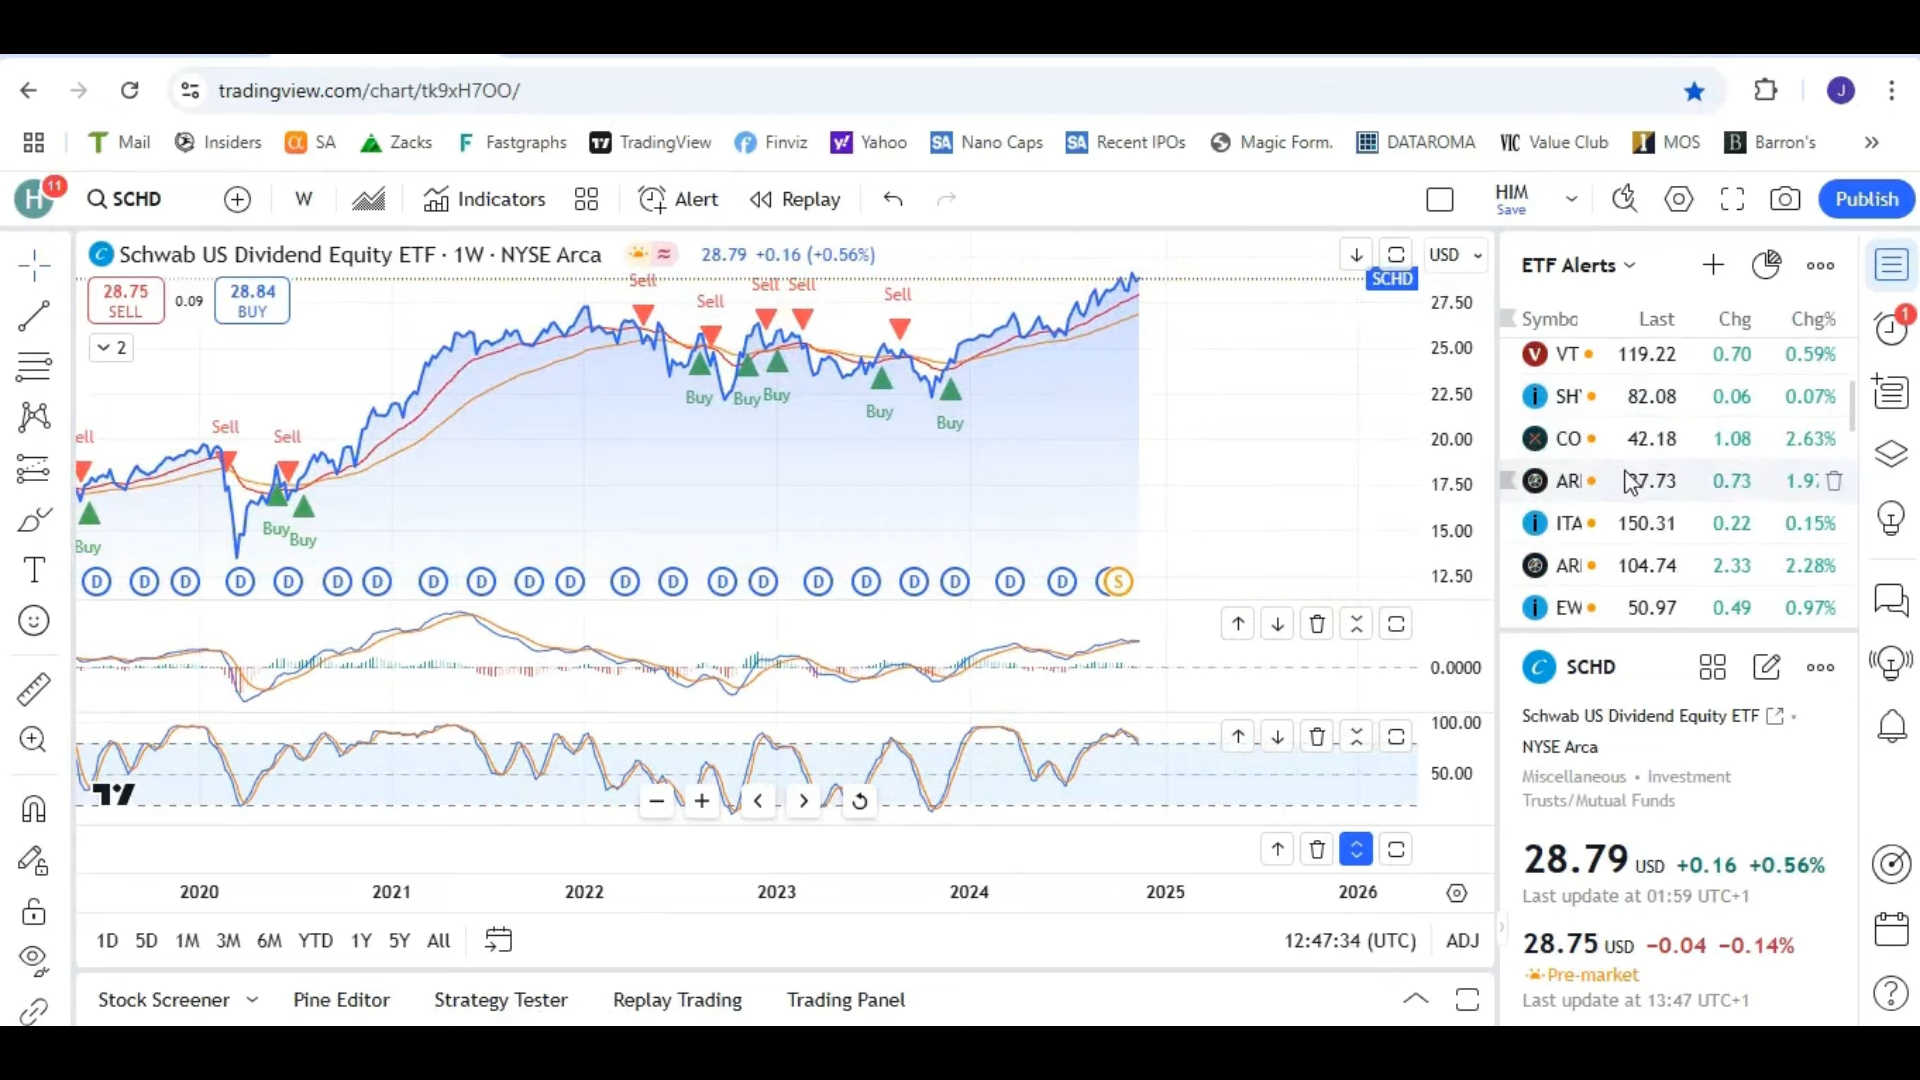 tradingview.com/chart/tk9xH7OO/
J
Mail Insiders SA Zacks Fastgraphs TradingView Finviz Yahoo SA Nano Caps SA Recent IPOs Magic Form. DATAROMA VIC Value Club MOS B Barron's
H 11 SCHD W Indicators Alert Replay HIM Save Publish
Schwab US Dividend Equity ETF · 1W · NYSE Arca 28.79 +0.16 (+0.56%) USD
SCHD
28.75 SELL 0.09 28.84 BUY
2
27.50
25.00
22.50
20.00
17.50
15.00
12.50
Sell Sell Sell Sell Sell
Buy Buy Buy Buy Buy
ell Sell Sell
Buy Buy Buy
D D D D D D D D D D D D D D D D D D D D D S
0.0000
100.00
50.00
2020 2021 2022 2023 2024 2025 2026
1D 5D 1M 3M 6M YTD 1Y 5Y All 12:47:34 (UTC) ADJ
Stock Screener Pine Editor Strategy Tester Replay Trading Trading Panel
ETF Alerts
Symbo Last Chg Chg%
V VT 119.22 0.70 0.59%
i SH 82.08 0.06 0.07%
CO 42.18 1.08 2.63%
AR 7.73 0.73 1.9
i ITA 150.31 0.22 0.15%
AR 104.74 2.33 2.28%
i EW 50.97 0.49 0.97%
1
SCHD
Schwab US Dividend Equity ETF •
NYSE Arca
Miscellaneous • Investment
Trusts/Mutual Funds
28.79 USD +0.16 +0.56%
Last update at 01:59 UTC+1
28.75 USD −0.04 −0.14%
Pre-market
Last update at 13:47 UTC+1